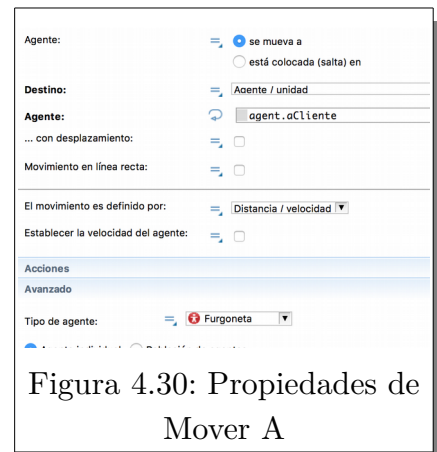 Agente: se mueva a
está colocada (salta) en
Destino: Agente / unidad
Agente: agent.aCliente
... con desplazamiento:
Movimiento en línea recta:
El movimiento es definido por: Distancia / velocidad
Establecer la velocidad del agente:
Acciones
Avanzado
Tipo de agente: Furgoneta
Figura 4.30: Propiedades de
Mover A